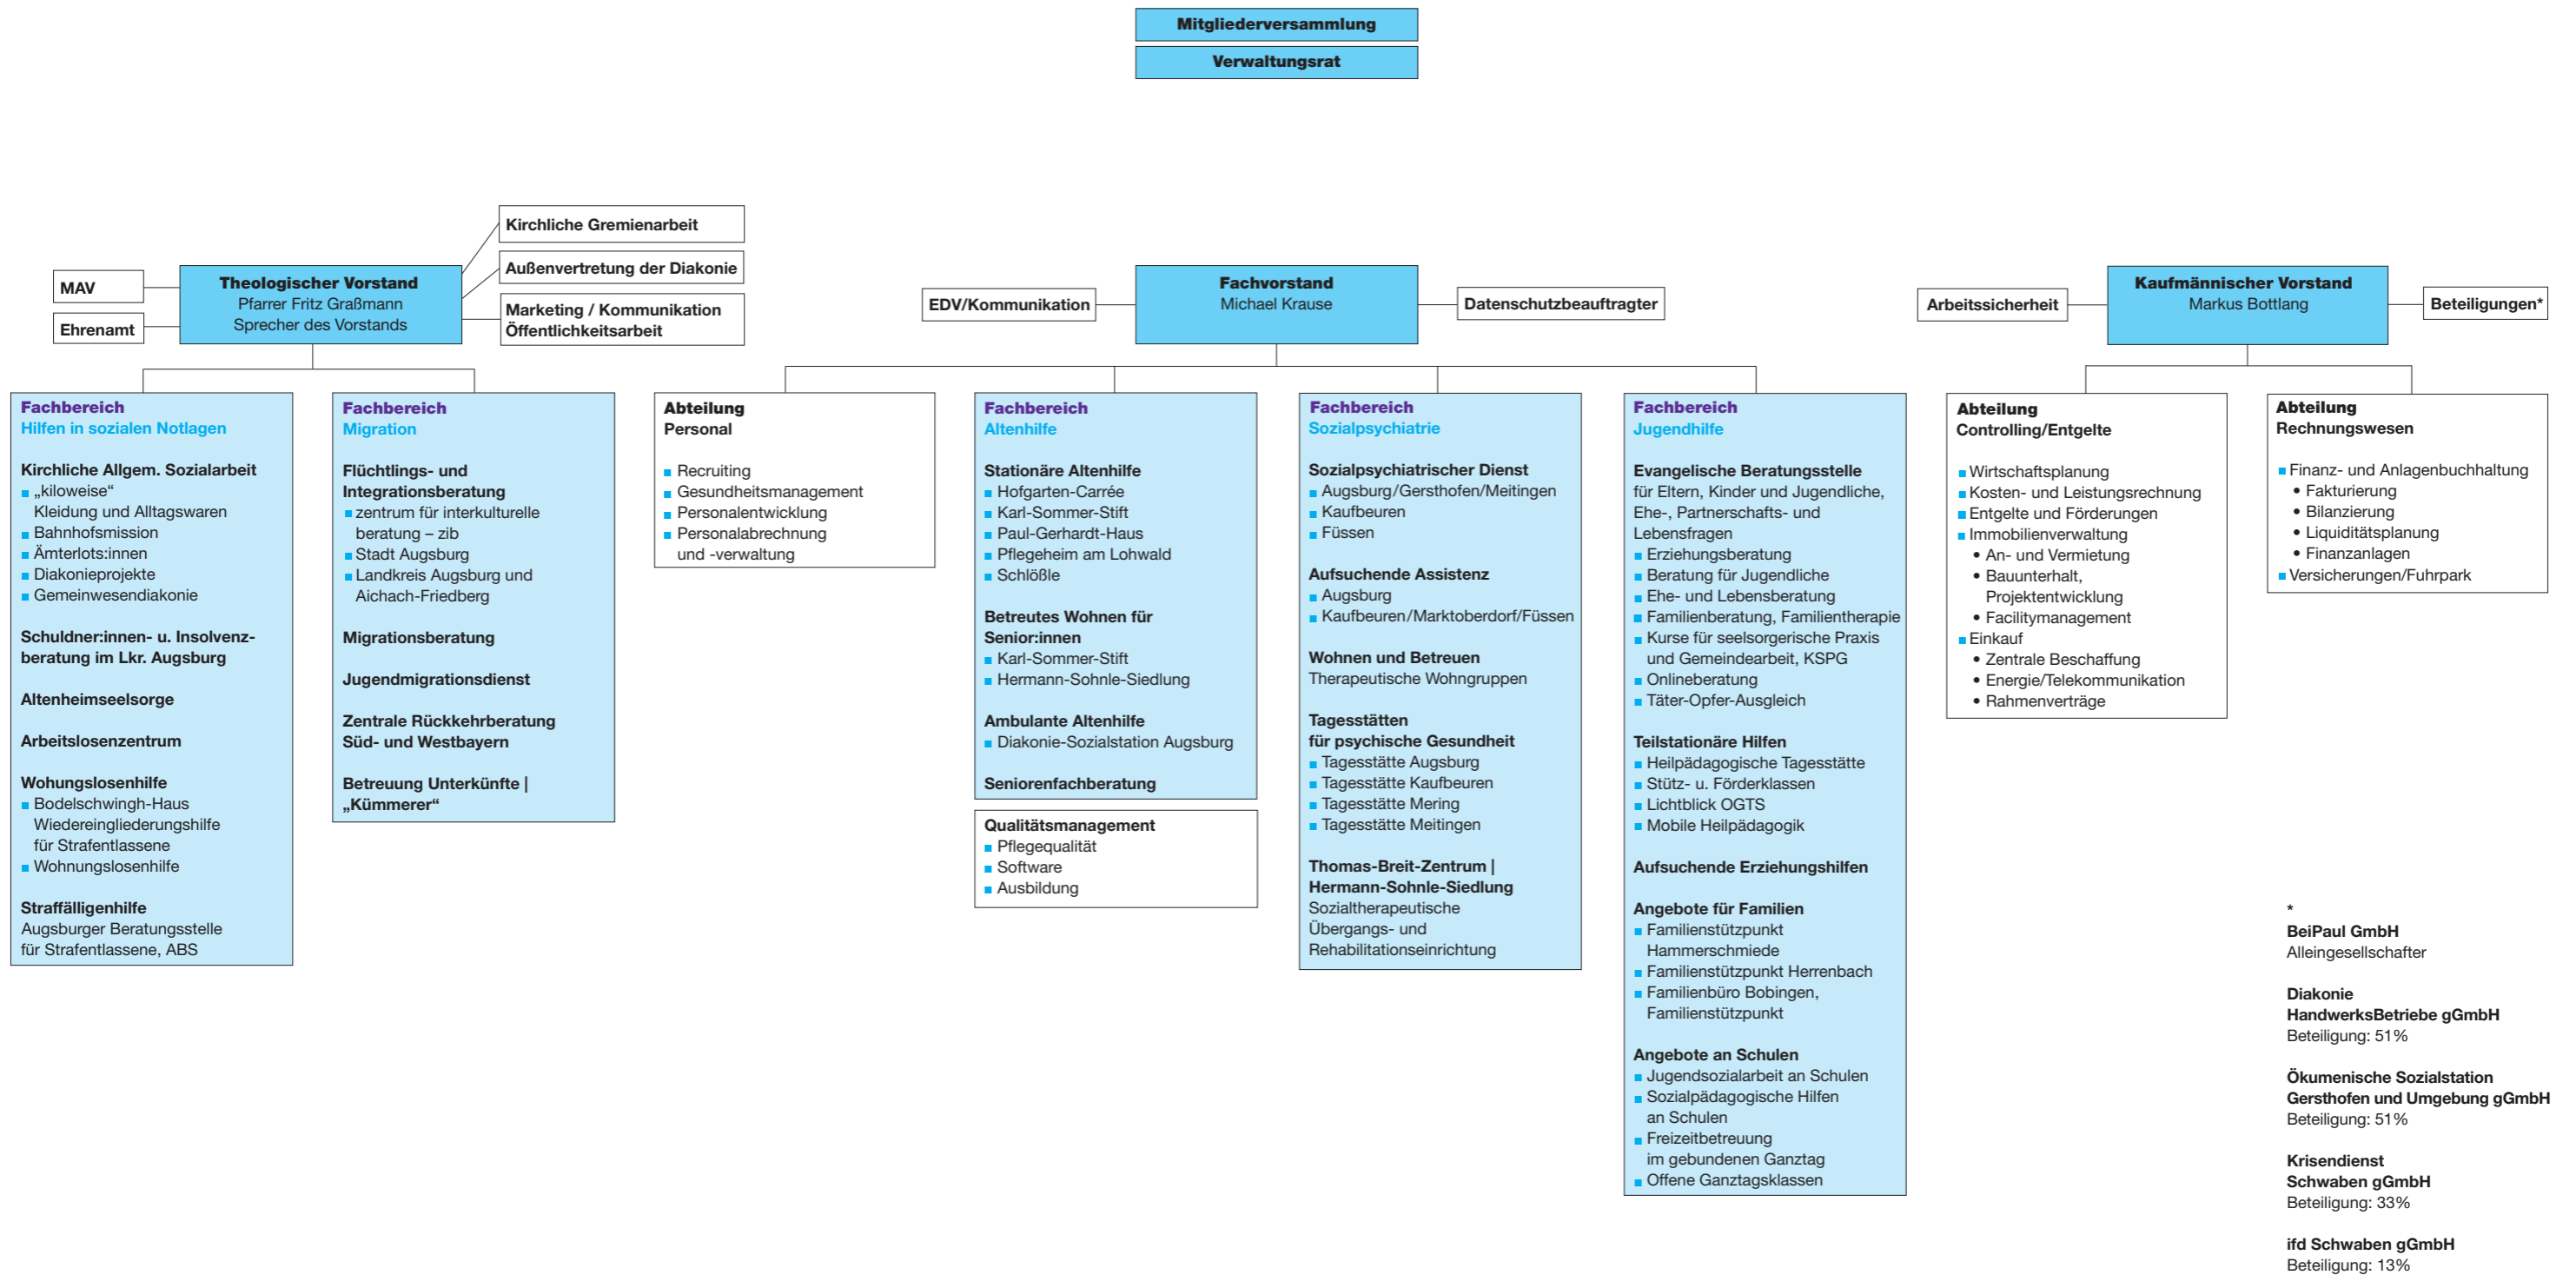 Mitgliederversammlung
Verwaltungsrat
Kirchliche Gremienarbeit
Außenvertretung der Diakonie
Marketing / Kommunikation
Öffentlichkeitsarbeit
MAV
Ehrenamt
Theologischer Vorstand
Pfarrer Fritz Graßmann
Sprecher des Vorstands
EDV/Kommunikation
Fachvorstand
Michael Krause
Datenschutzbeauftragter
Arbeitssicherheit
Kaufmännischer Vorstand
Markus Bottlang
Beteiligungen*
Fachbereich
Hilfen in sozialen Notlagen
Kirchliche Allgem. Sozialarbeit
„kiloweise“
Kleidung und Alltagswaren
Bahnhofsmission
Ämterlots:innen
Diakonieprojekte
Gemeinwesendiakonie
Schuldner:innen- u. Insolvenz-
beratung im Lkr. Augsburg
Altenheimseelsorge
Arbeitslosenzentrum
Wohungslosenhilfe
Bodelschwingh-Haus
Wiedereingliederungshilfe
für Strafentlassene
Wohnungslosenhilfe
Straffälligenhilfe
Augsburger Beratungsstelle
für Strafentlassene, ABS
Fachbereich
Migration
Flüchtlings- und
Integrationsberatung
zentrum für interkulturelle
beratung – zib
Stadt Augsburg
Landkreis Augsburg und
Aichach-Friedberg
Migrationsberatung
Jugendmigrationsdienst
Zentrale Rückkehrberatung
Süd- und Westbayern
Betreuung Unterkünfte |
„Kümmerer“
Abteilung
Personal
Recruiting
Gesundheitsmanagement
Personalentwicklung
Personalabrechnung
und -verwaltung
Fachbereich
Altenhilfe
Stationäre Altenhilfe
Hofgarten-Carrée
Karl-Sommer-Stift
Paul-Gerhardt-Haus
Pflegeheim am Lohwald
Schlößle
Betreutes Wohnen für
Senior:innen
Karl-Sommer-Stift
Hermann-Sohnle-Siedlung
Ambulante Altenhilfe
Diakonie-Sozialstation Augsburg
Seniorenfachberatung
Qualitätsmanagement
Pflegequalität
Software
Ausbildung
Fachbereich
Sozialpsychiatrie
Sozialpsychiatrischer Dienst
Augsburg/Gersthofen/Meitingen
Kaufbeuren
Füssen
Aufsuchende Assistenz
Augsburg
Kaufbeuren/Marktoberdorf/Füssen
Wohnen und Betreuen
Therapeutische Wohngruppen
Tagesstätten
für psychische Gesundheit
Tagesstätte Augsburg
Tagesstätte Kaufbeuren
Tagesstätte Mering
Tagesstätte Meitingen
Thomas-Breit-Zentrum |
Hermann-Sohnle-Siedlung
Sozialtherapeutische
Übergangs- und
Rehabilitationseinrichtung
Fachbereich
Jugendhilfe
Evangelische Beratungsstelle
für Eltern, Kinder und Jugendliche,
Ehe-, Partnerschafts- und
Lebensfragen
Erziehungsberatung
Beratung für Jugendliche
Ehe- und Lebensberatung
Familienberatung, Familientherapie
Kurse für seelsorgerische Praxis
und Gemeindearbeit, KSPG
Onlineberatung
Täter-Opfer-Ausgleich
Teilstationäre Hilfen
Heilpädagogische Tagesstätte
Stütz- u. Förderklassen
Lichtblick OGTS
Mobile Heilpädagogik
Aufsuchende Erziehungshilfen
Angebote für Familien
Familienstützpunkt
Hammerschmiede
Familienstützpunkt Herrenbach
Familienbüro Bobingen,
Familienstützpunkt
Angebote an Schulen
Jugendsozialarbeit an Schulen
Sozialpädagogische Hilfen
an Schulen
Freizeitbetreuung
im gebundenen Ganztag
Offene Ganztagsklassen
Abteilung
Controlling/Entgelte
Wirtschaftsplanung
Kosten- und Leistungsrechnung
Entgelte und Förderungen
Immobilienverwaltung
• An- und Vermietung
• Bauunterhalt,
Projektentwicklung
• Facilitymanagement
Einkauf
• Zentrale Beschaffung
• Energie/Telekommunikation
• Rahmenverträge
Abteilung
Rechnungswesen
Finanz- und Anlagenbuchhaltung
• Fakturierung
• Bilanzierung
• Liquiditätsplanung
• Finanzanlagen
Versicherungen/Fuhrpark
*
BeiPaul GmbH
Alleingesellschafter
Diakonie
HandwerksBetriebe gGmbH
Beteiligung: 51%
Ökumenische Sozialstation
Gersthofen und Umgebung gGmbH
Beteiligung: 51%
Krisendienst
Schwaben gGmbH
Beteiligung: 33%
ifd Schwaben gGmbH
Beteiligung: 13%